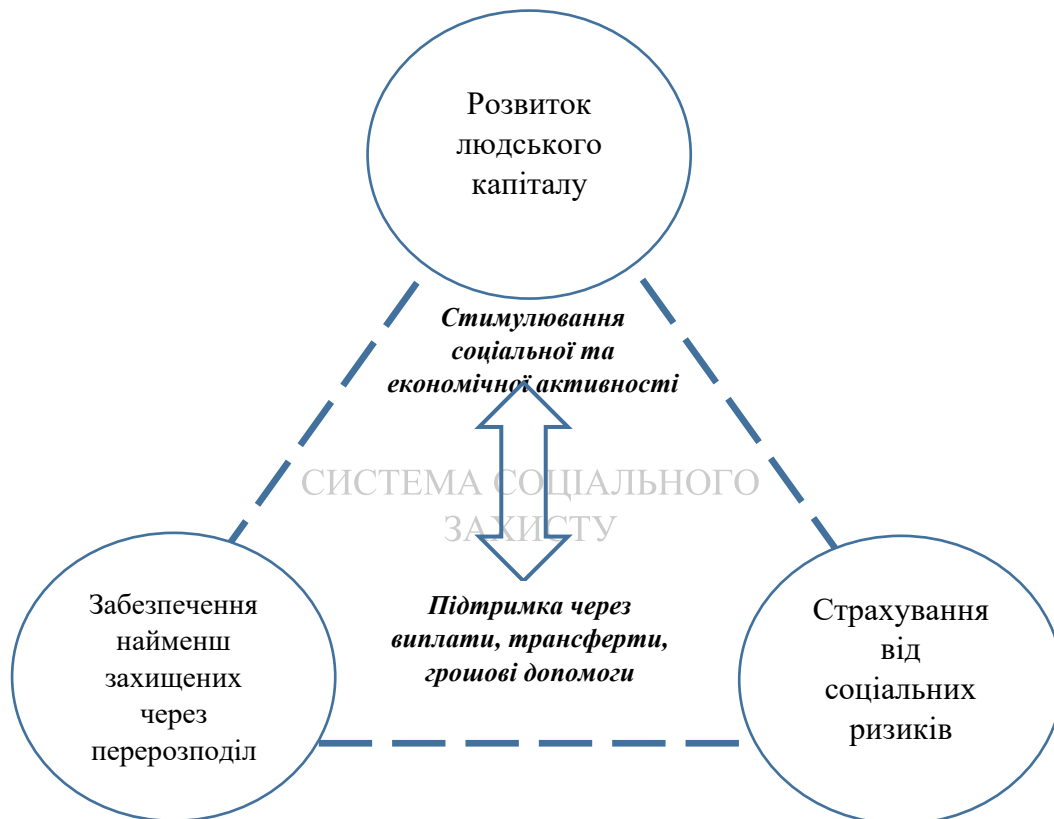 Розвиток
людського
капіталу
Стимулювання
соціальної та
економічної активності
СИСТЕМА СОЦІАЛЬНОГО
ЗАХИСТУ
Підтримка через
виплати, трансферти,
грошові допомоги
Забезпечення
найменш
захищених
через
перерозподіл
Страхування
від
соціальних
ризиків